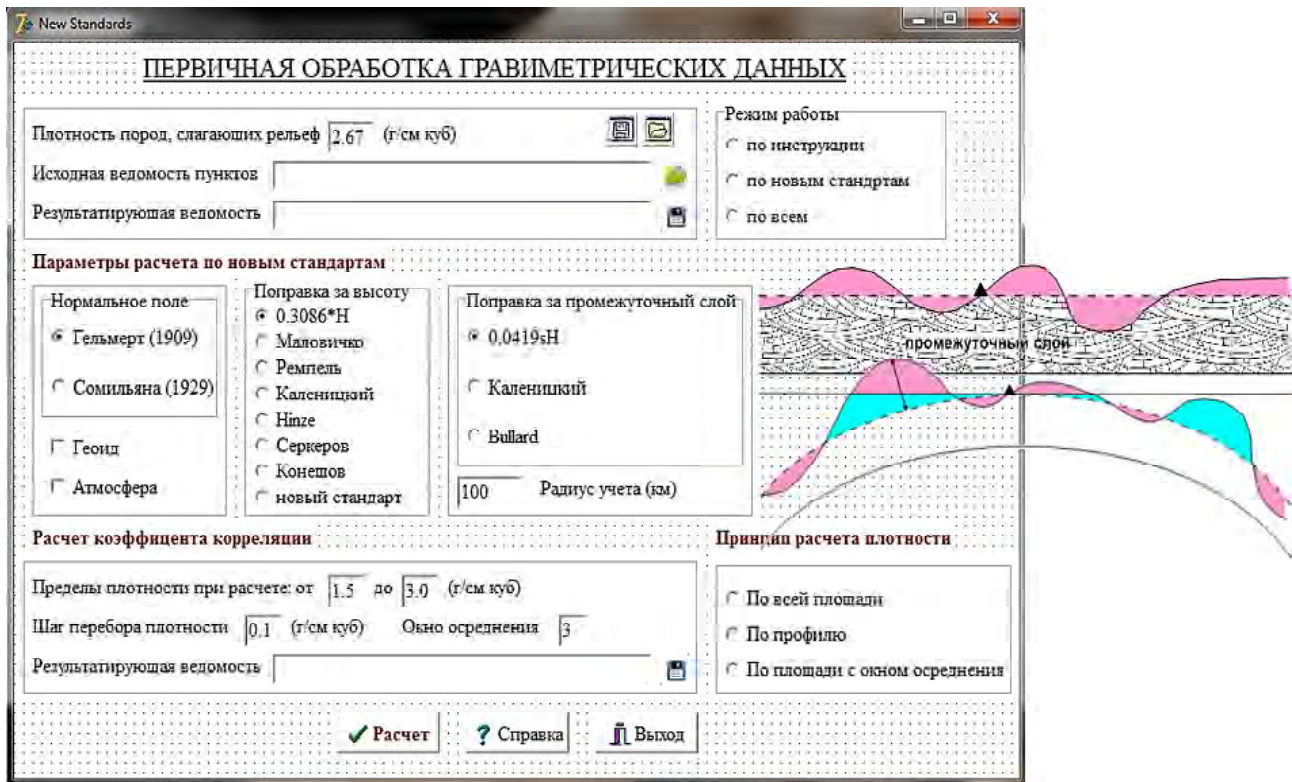 New Standards
ПЕРВИЧНАЯ ОБРАБОТКА ГРАВИМЕТРИЧЕСКИХ ДАННЫХ
Плотность пород, слагающих рельеф 2.67 (г/см куб)
Исходная ведомость пунктов
Результатирующая ведомость
Режим работы
по инструкции
по новым стандртам
по всем
Параметры расчета по новым стандартам
Нормальное поле
Гельмерт (1909)
Сомильяна (1929)
Геоид
Атмосфера
Поправка за высоту
0.3086*H
Маловичко
Ремпель
Каленицкий
Hinze
Серкеров
Конешов
новый стандарт
Поправка за промежуточный слой
0.0419sH
Каленицкий
Bullard
100 Радиус учета (км)
промежуточный слой
Расчет коэффицента корреляции
Пределы плотности при расчете: от 1.5 до 3.0 (г/см куб)
Шаг перебора плотности 0.1 (г/см куб) Окно осреднения 3
Результатирующая ведомость
Принцип расчета плотности
По всей площади
По профилю
По площади с окном осреднения
Расчет
? Справка
Выход